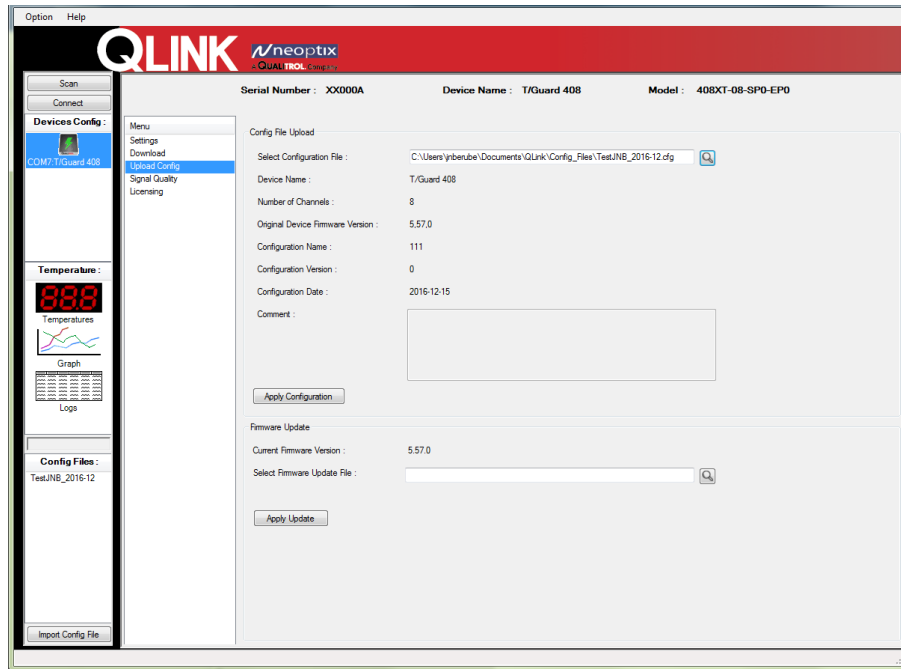 Option Help
QLINK neoptix
A QUALITROL Company
Scan
Connect
Serial Number : XX000A Device Name : T/Guard 408 Model : 408XT-08-SP0-EP0
Devices Config :
COM7:T/Guard 408
Menu
Settings
Download
Upload Config
Signal Quality
Licensing
Config File Upload
Select Configuration File : C:\Users\jnberube\Documents\QLink\Config_Files\TestJNB_2016-12.cfg
Device Name : T/Guard 408
Number of Channels : 8
Original Device Firmware Version : 5,57,0
Configuration Name : 111
Configuration Version : 0
Configuration Date : 2016-12-15
Comment :
Apply Configuration
Temperature :
88.8
Temperatures
Graph
Logs
Firmware Update
Current Firmware Version : 5.57.0
Select Firmware Update File :
Apply Update
Config Files :
TestJNB_2016-12
Import Config File